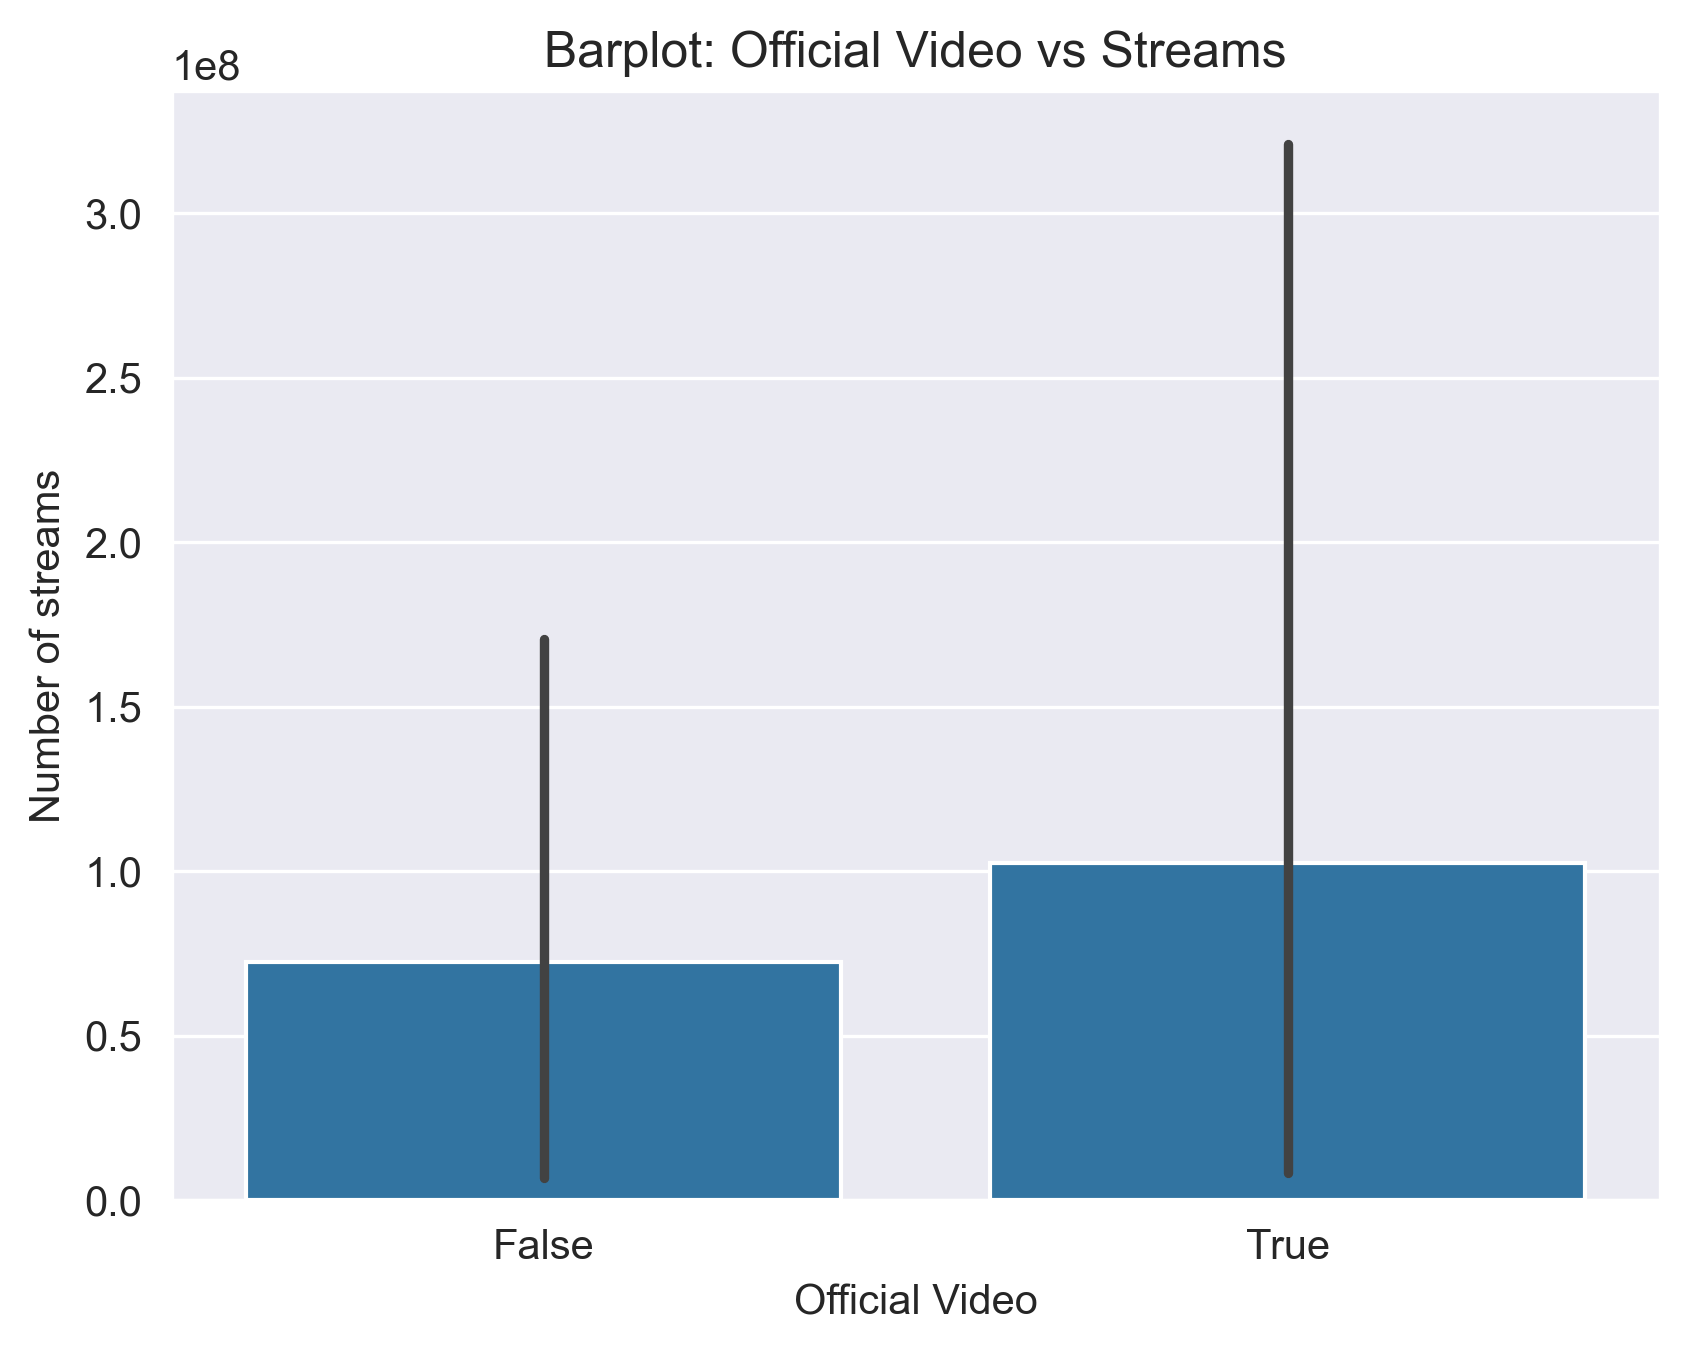 Barplot: Official Video vs Streams
1e8
3.0
2.5
2.0
1.5
1.0
0.5
0.0
Number of streams
False
True
Official Video